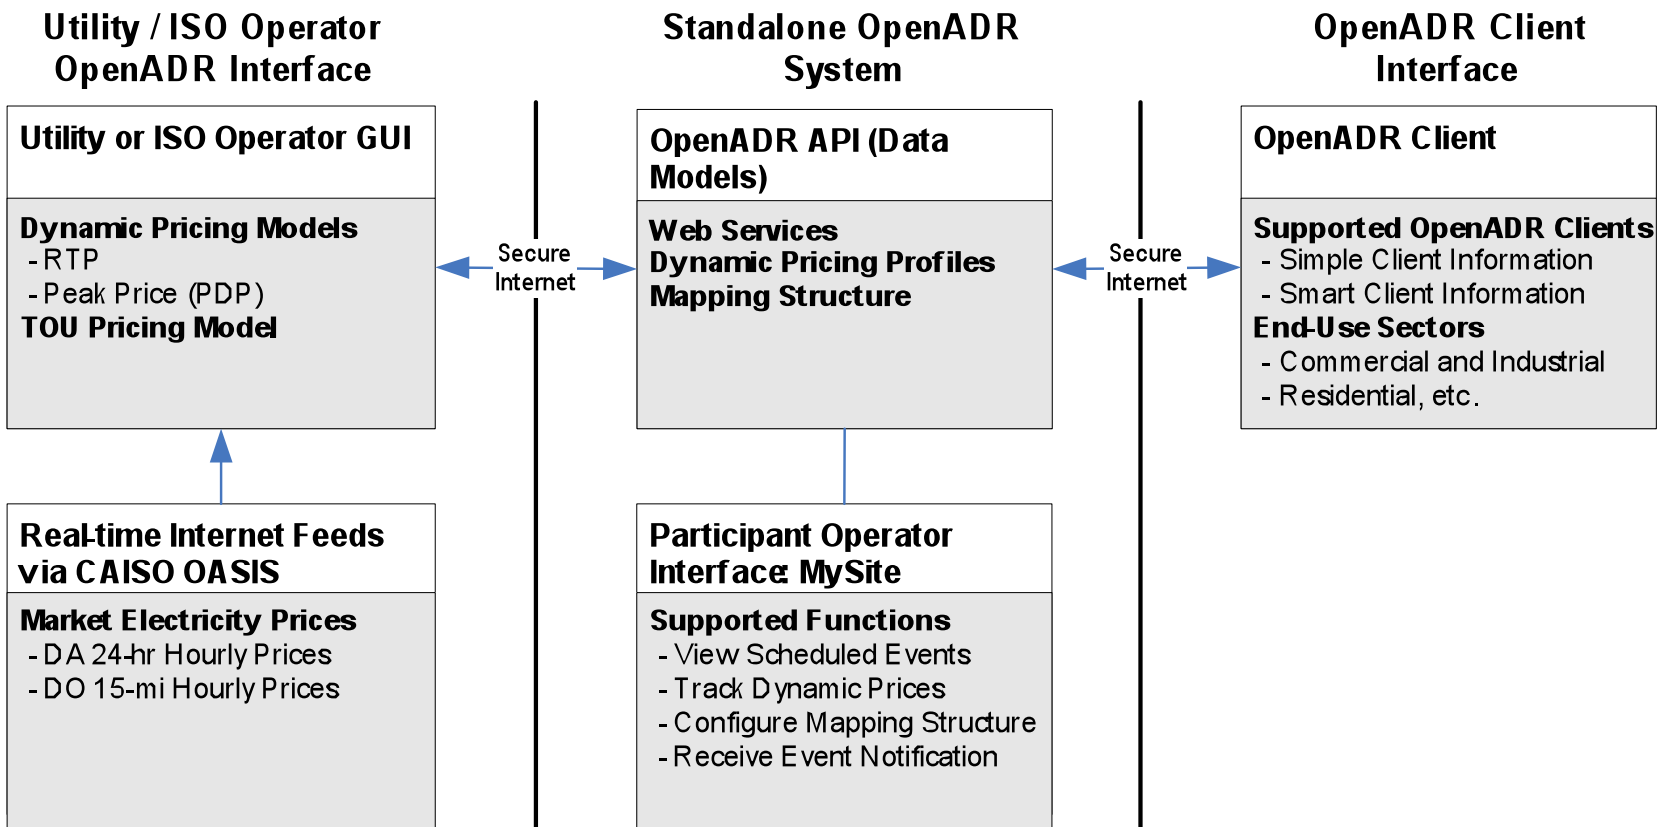 Utility / ISO Operator
OpenADR Interface
Standalone OpenADR
System
OpenADR Client
Interface
Utility or ISO Operator GUI
Dynamic Pricing Models
- RTP
- Peak Price (PDP)
TOU Pricing Model
Secure
Internet
OpenADR API (Data
Models)
Web Services
Dynamic Pricing Profiles
Mapping Structure
Secure
Internet
OpenADR Client
Supported OpenADR Clients
- Simple Client Information
- Smart Client Information
End-Use Sectors
- Commercial and Industrial
- Residential, etc.
Real-time Internet Feeds
via CAISO OASIS
Market Electricity Prices
- DA 24-hr Hourly Prices
- DO 15-mi Hourly Prices
Participant Operator
Interface: MySite
Supported Functions
- View Scheduled Events
- Track Dynamic Prices
- Configure Mapping Structure
- Receive Event Notification